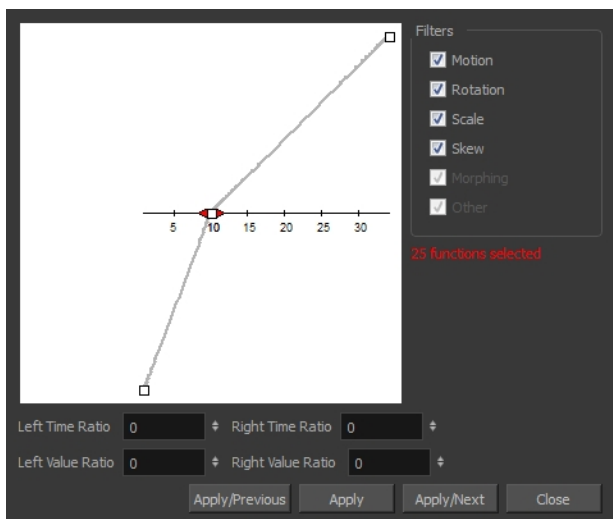 Filters
Motion
Rotation
Scale
Skew
Morphing
Other
5 10 15 20 25 30
25 functions selected
Left Time Ratio 0 Right Time Ratio 0
Left Value Ratio 0 Right Value Ratio 0
Apply/Previous Apply Apply/Next Close